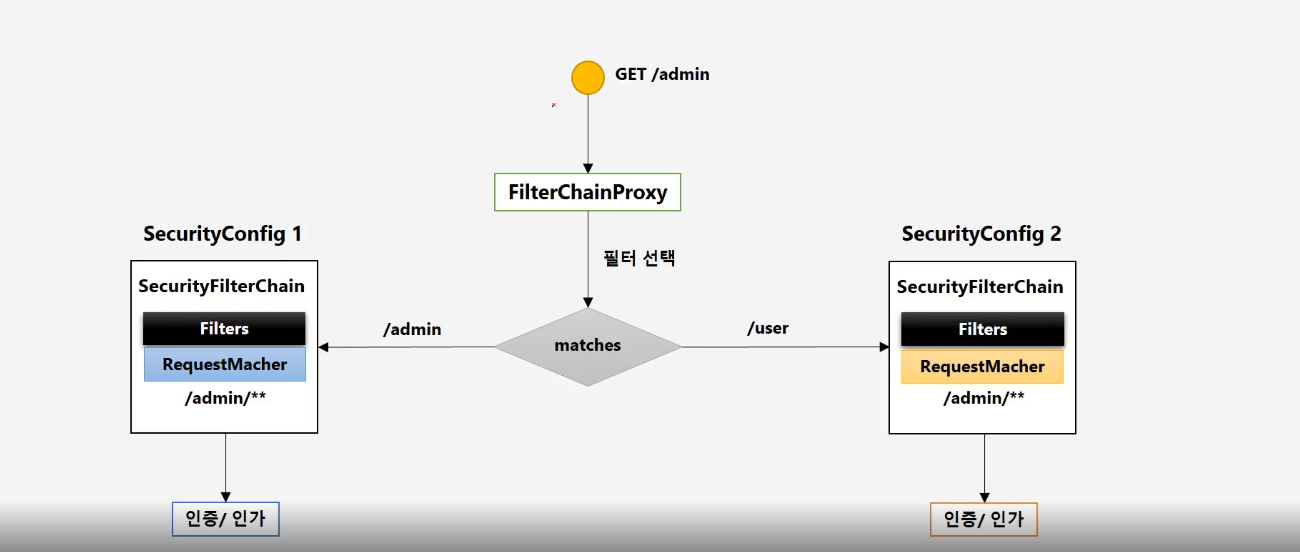 GET /admin
FilterChainProxy
필터 선택
SecurityConfig 1
SecurityFilterChain
Filters
RequestMacher
/admin/**
인증/ 인가
/admin
matches
/user
SecurityConfig 2
SecurityFilterChain
Filters
RequestMacher
/admin/**
인증/ 인가